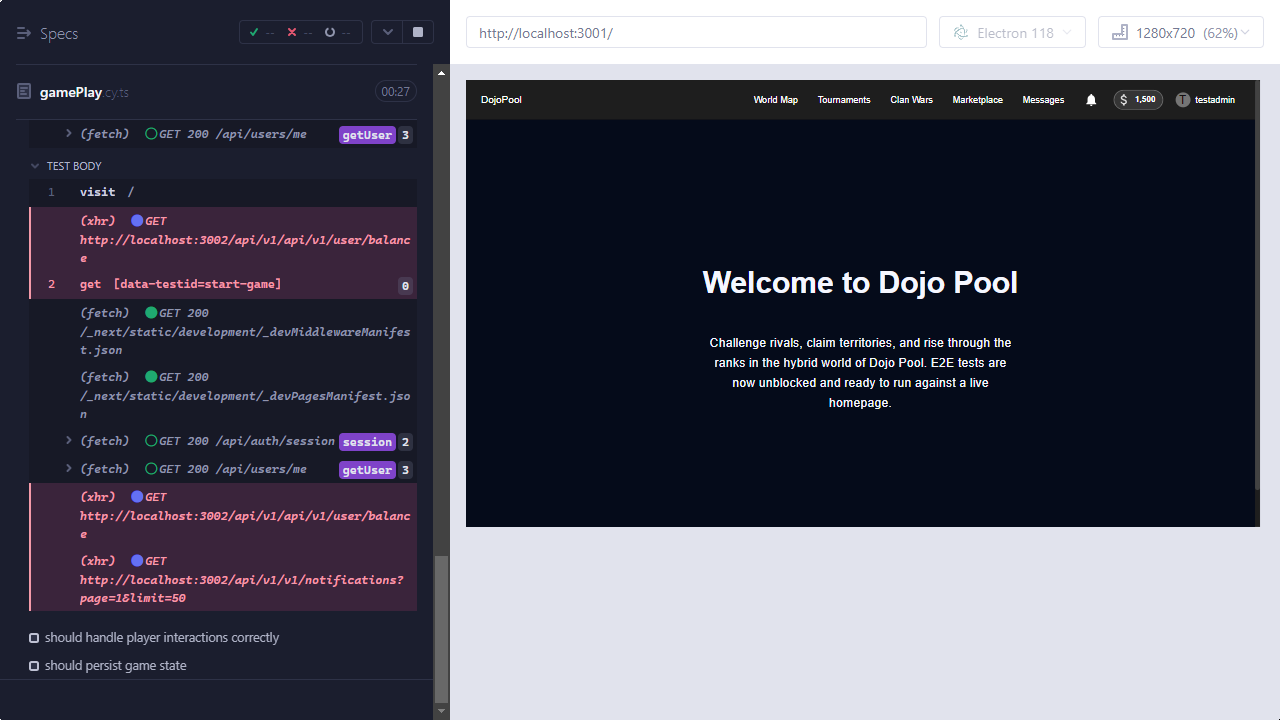 Specs
-- -- --
gamePlay.cy.ts 00:27
(fetch) GET 200 /api/users/me getUser 3
TEST BODY
1 visit /
(xhr) GET
http://localhost:3002/api/v1/api/v1/user/balanc
e
2 get [data-testid=start-game] 0
(fetch) GET 200
/_next/static/development/_devMiddlewareManifes
t.json
(fetch) GET 200
/_next/static/development/_devPagesManifest.jso
n
(fetch) GET 200 /api/auth/session session 2
(fetch) GET 200 /api/users/me getUser 3
(xhr) GET
http://localhost:3002/api/v1/api/v1/user/balanc
e
(xhr) GET
http://localhost:3002/api/v1/v1/notifications?
page=1&limit=50
should handle player interactions correctly
should persist game state
http://localhost:3001/ Electron 118 1280x720 (62%)
DojoPool World Map Tournaments Clan Wars Marketplace Messages $ 1,500 T testadmin
Welcome to Dojo Pool
Challenge rivals, claim territories, and rise through the
ranks in the hybrid world of Dojo Pool. E2E tests are
now unblocked and ready to run against a live
homepage.